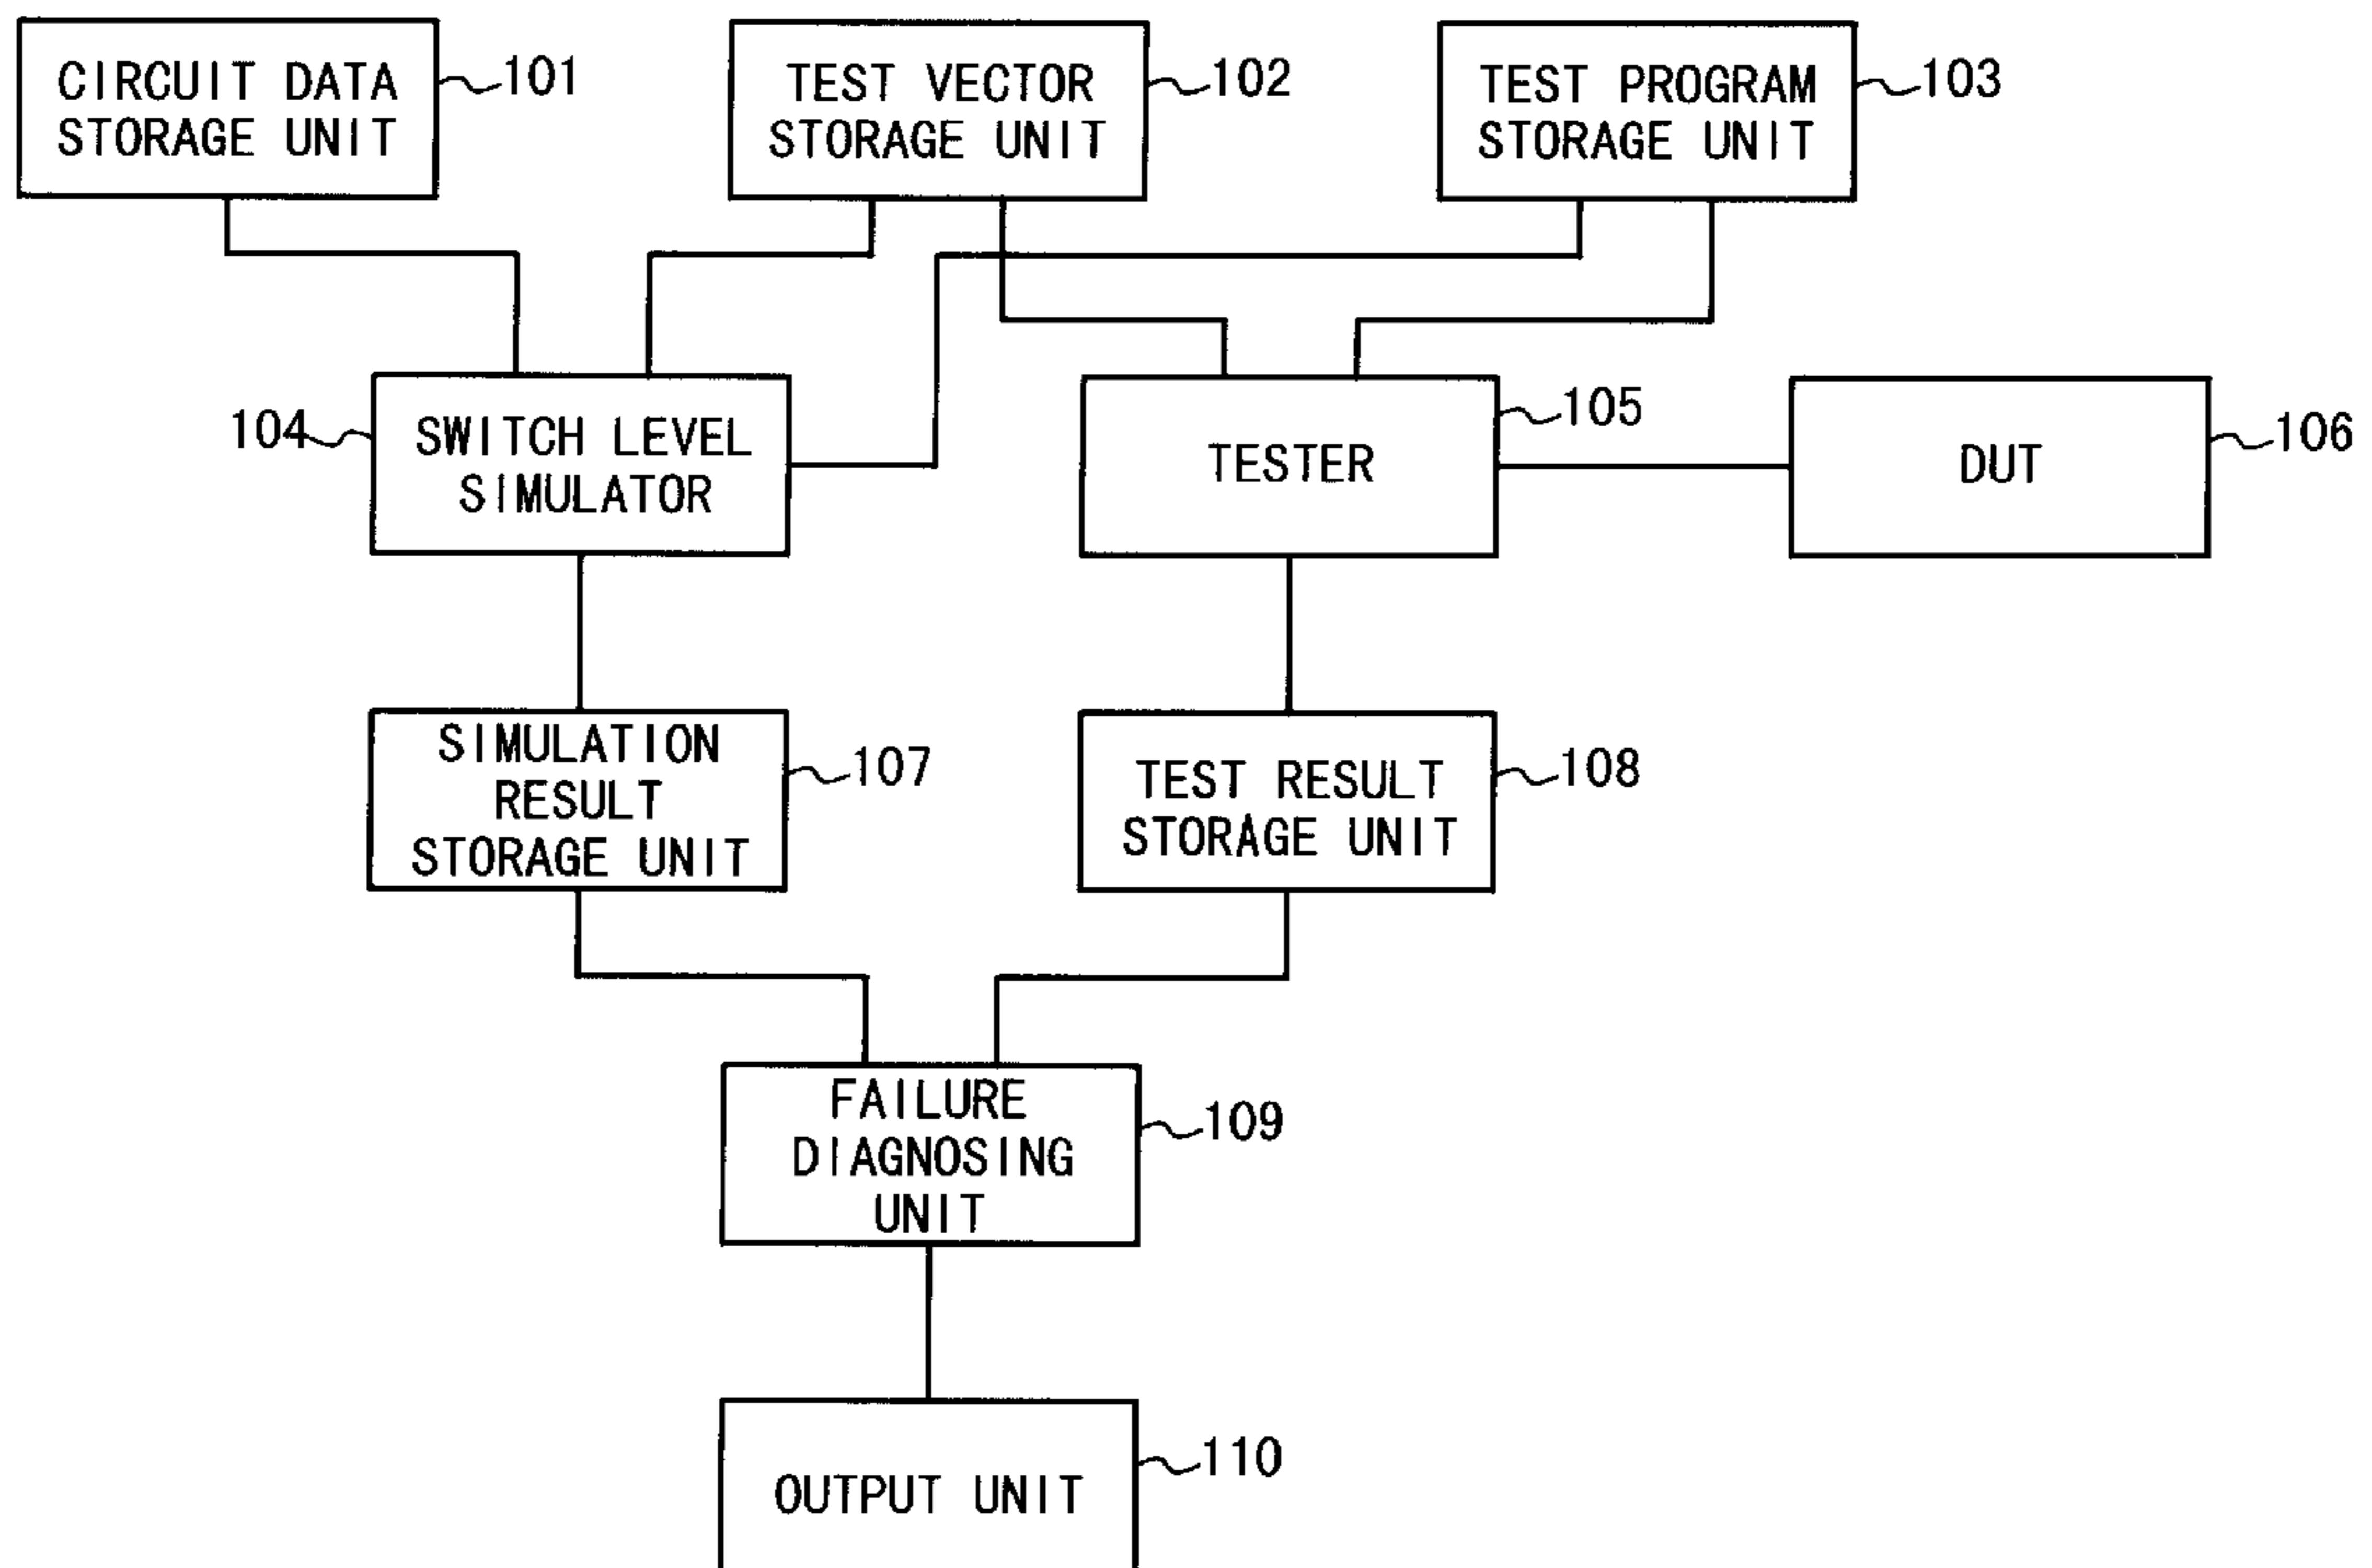 CIRCUIT DATA
STORAGE UNIT
101
TEST VECTOR
STORAGE UNIT
102
TEST PROGRAM
STORAGE UNIT
103
104
SWITCH LEVEL
SIMULATOR
TESTER
105
DUT
106
SIMULATION
RESULT
STORAGE UNIT
107
TEST RESULT
STORAGE UNIT
108
FAILURE
DIAGNOSING
UNIT
109
OUTPUT UNIT
110